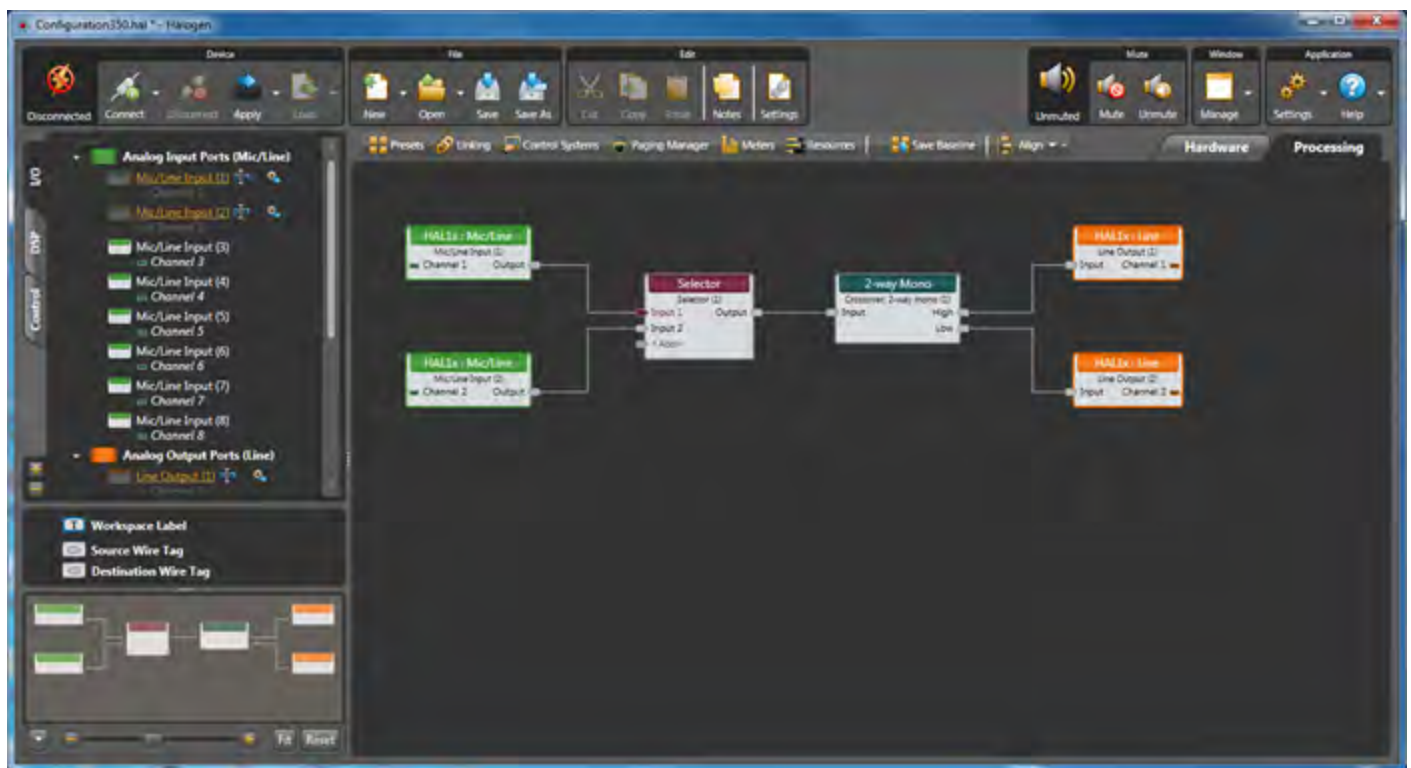 Configuration350.hal * - Halogen
Device
File
Edit
Mute
Window
Application
Disconnected
Connect
Disconnect
Apply
New
Open
Save
Save As
Cut
Copy
Notes
Settings
Unmuted
Mute
Unmute
Manage
Settings
Help
Presets
Linking
Control Systems
Paging Manager
Meters
Resources
Save Baseline
Align
Hardware
Processing
I/O
DSP
Control
Analog Input Ports (Mic/Line)
Mic/Line Input (1)
Mic/Line Input (2)
Mic/Line Input (3)
Channel 3
Mic/Line Input (4)
Channel 4
Mic/Line Input (5)
Channel 5
Mic/Line Input (6)
Channel 6
Mic/Line Input (7)
Channel 7
Mic/Line Input (8)
Channel 8
Analog Output Ports (Line)
Line Output (1)
Workspace Label
Source Wire Tag
Destination Wire Tag
Fit
Reset
HAL1x : Mic/Line
Mic/Line Input (1)
Channel 1 Output
HAL1x : Mic/Line
Mic/Line Input (2)
Channel 2 Output
Selector
Selector (1)
Input 1 Output
Input 2
2-way Mono
Crossover, 2-way mono (1)
Input High
Low
HAL1x : Line
Line Output (1)
Input Channel 1
HAL1x : Line
Line Output (2)
Input Channel 2